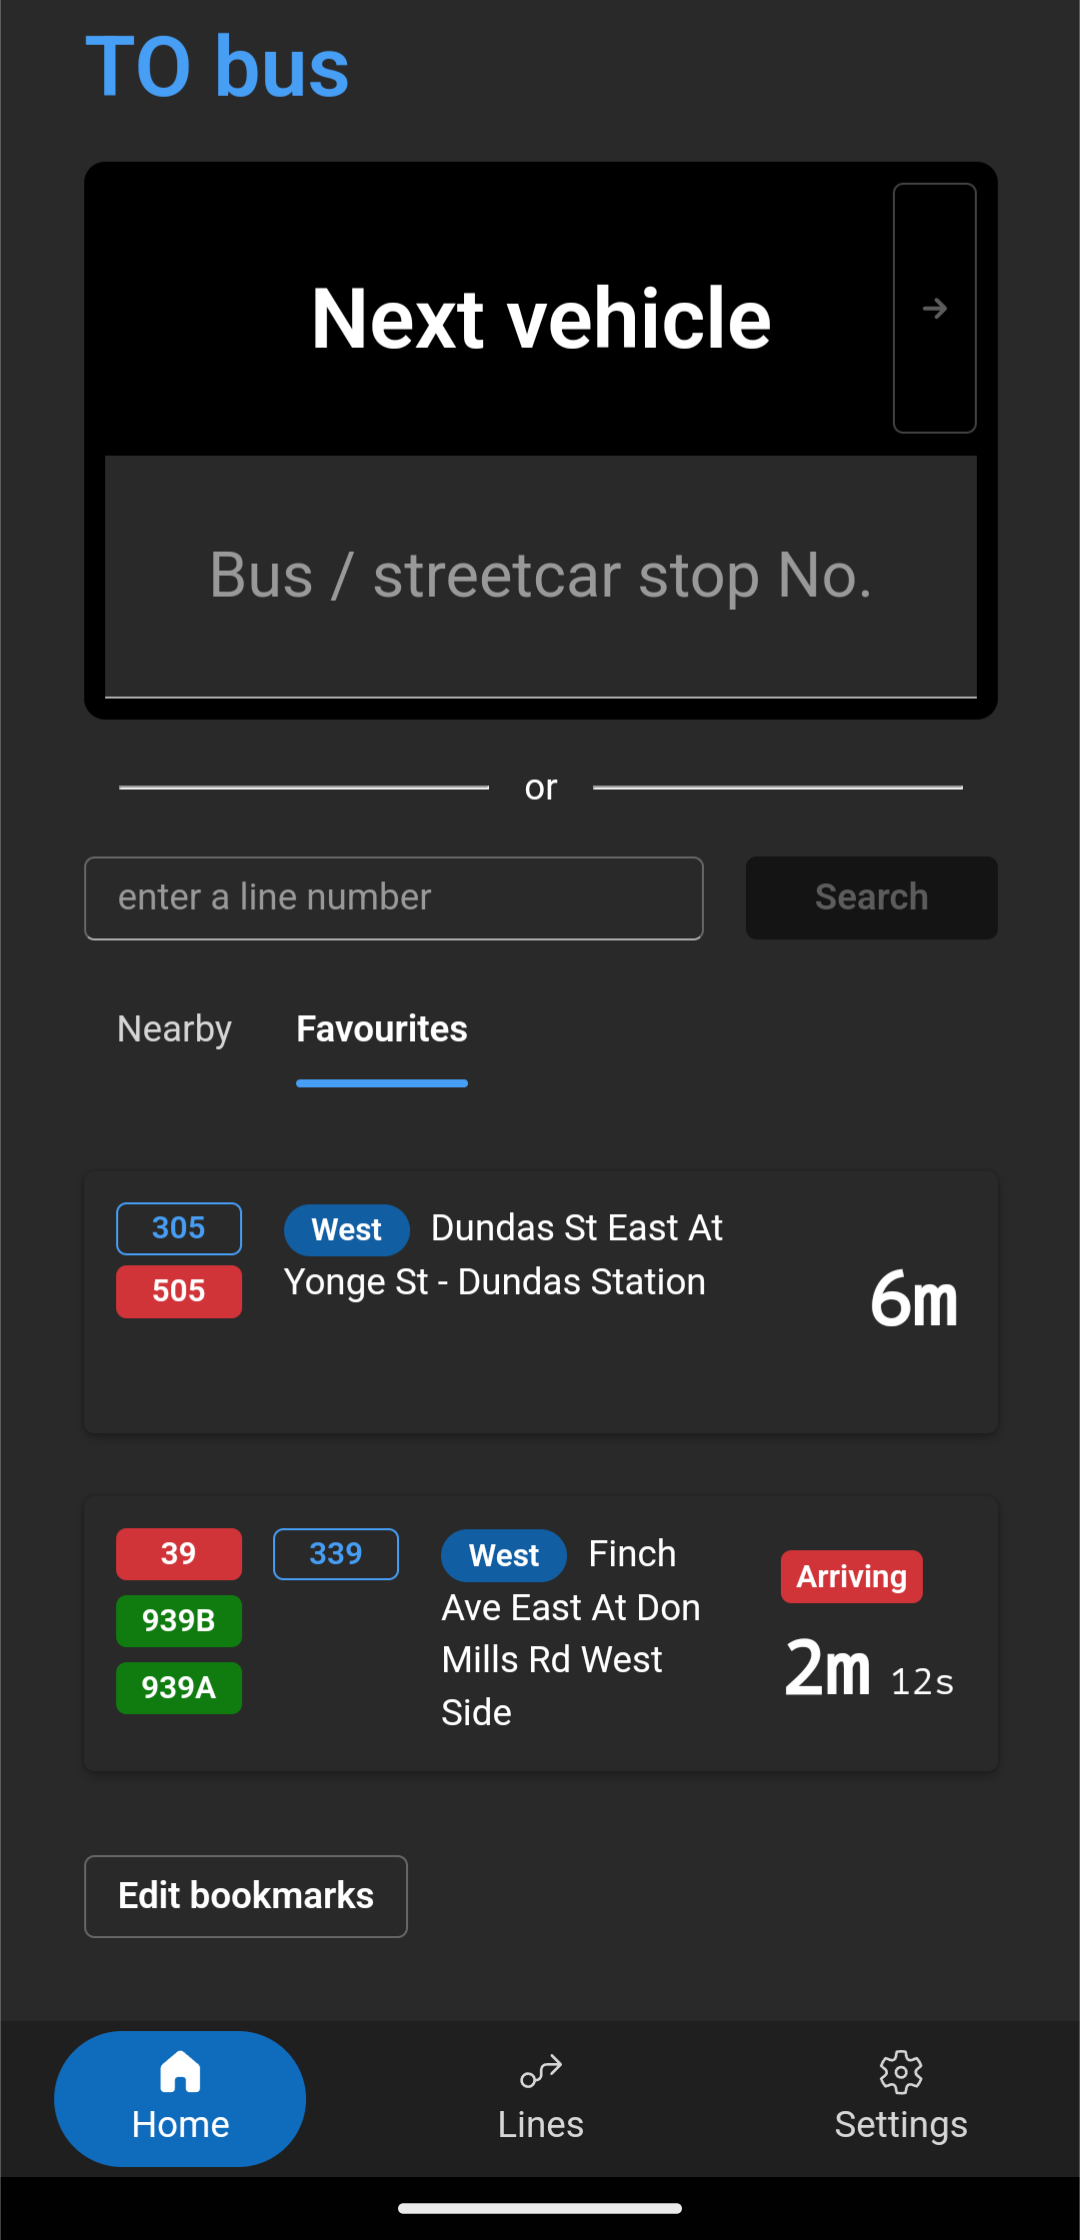 TO bus
Next vehicle
Bus / streetcar stop No.
or
enter a line number
Search
Nearby
Favourites
305
505
West Dundas St East At
Yonge St - Dundas Station
6m
39
339
939B
939A
West Finch
Ave East At Don
Mills Rd West
Side
Arriving
2m 12s
Edit bookmarks
Home
Lines
Settings